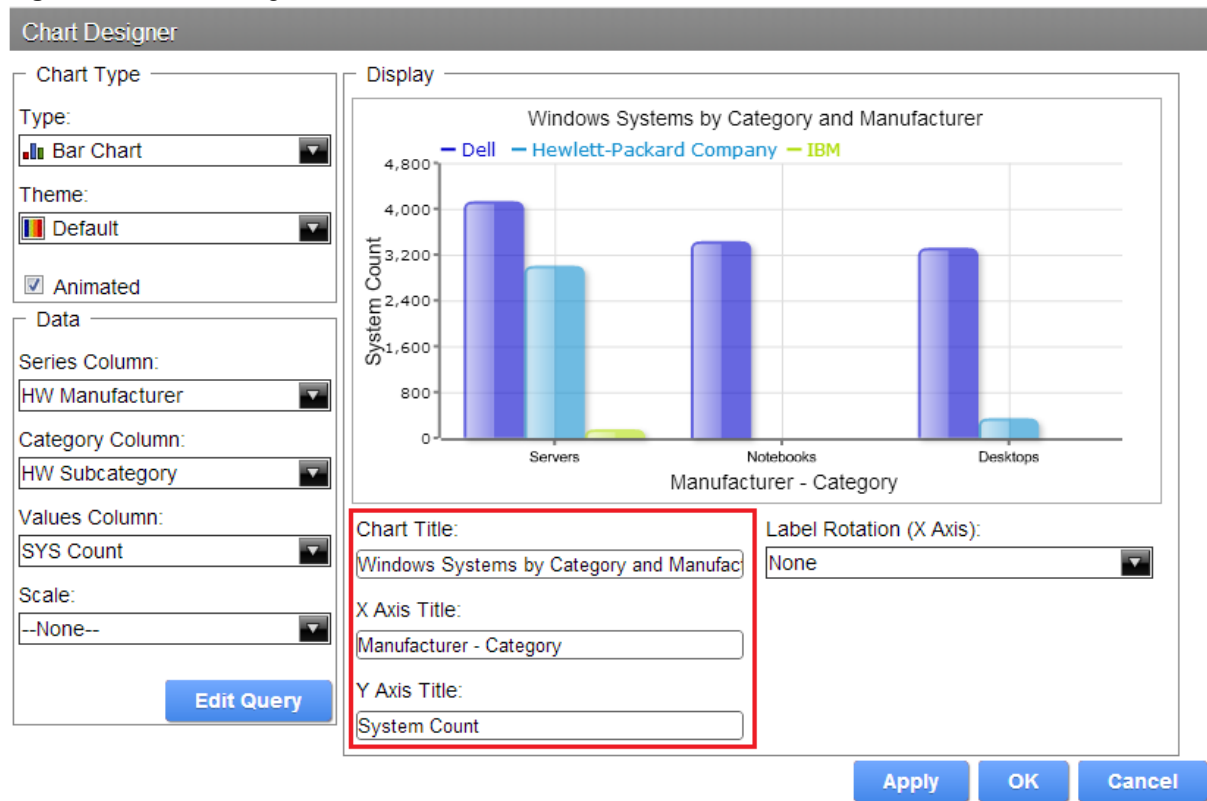 Chart Designer
Chart Type
Type:
Bar Chart
Theme:
Default
Animated
Data
Series Column:
HW Manufacturer
Category Column:
HW Subcategory
Values Column:
SYS Count
Scale:
--None--
Edit Query
Display
Windows Systems by Category and Manufacturer
Dell Hewlett-Packard Company IBM
4,800
4,000
3,200
2,400
1,600
800
0
System Count
Servers Notebooks Desktops
Manufacturer - Category
Chart Title:
Windows Systems by Category and Manufact
X Axis Title:
Manufacturer - Category
Y Axis Title:
System Count
Label Rotation (X Axis):
None
Apply OK Cancel